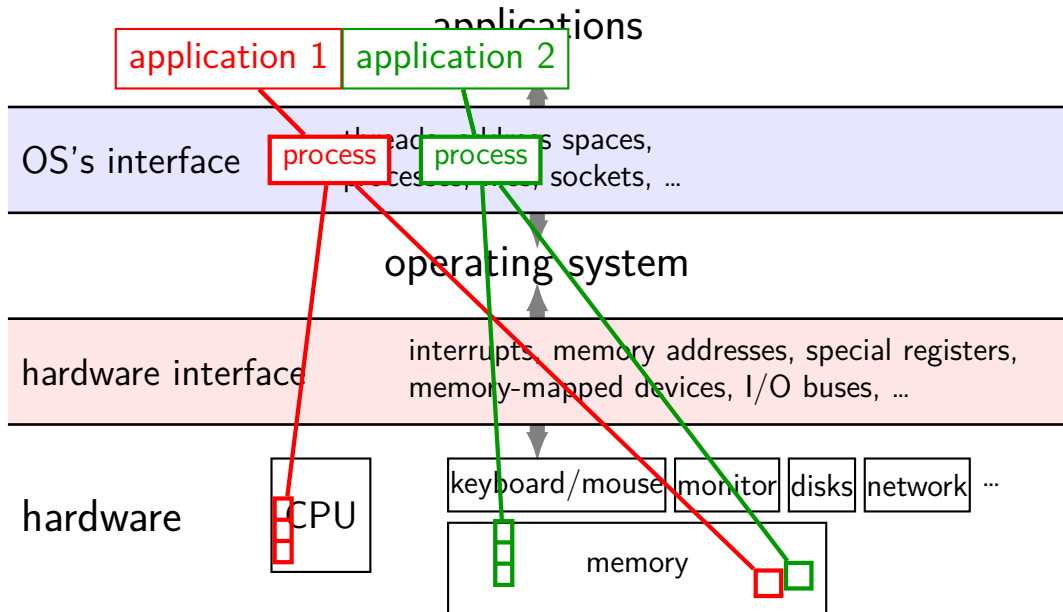 applications
application 1
application 2
OS's interface
process
process
spaces,
sockets, ...
operating system
hardware interface
interrupts, memory addresses, special registers,
memory-mapped devices, I/O buses, ...
hardware
CPU
keyboard/mouse
monitor
disks
network
...
memory